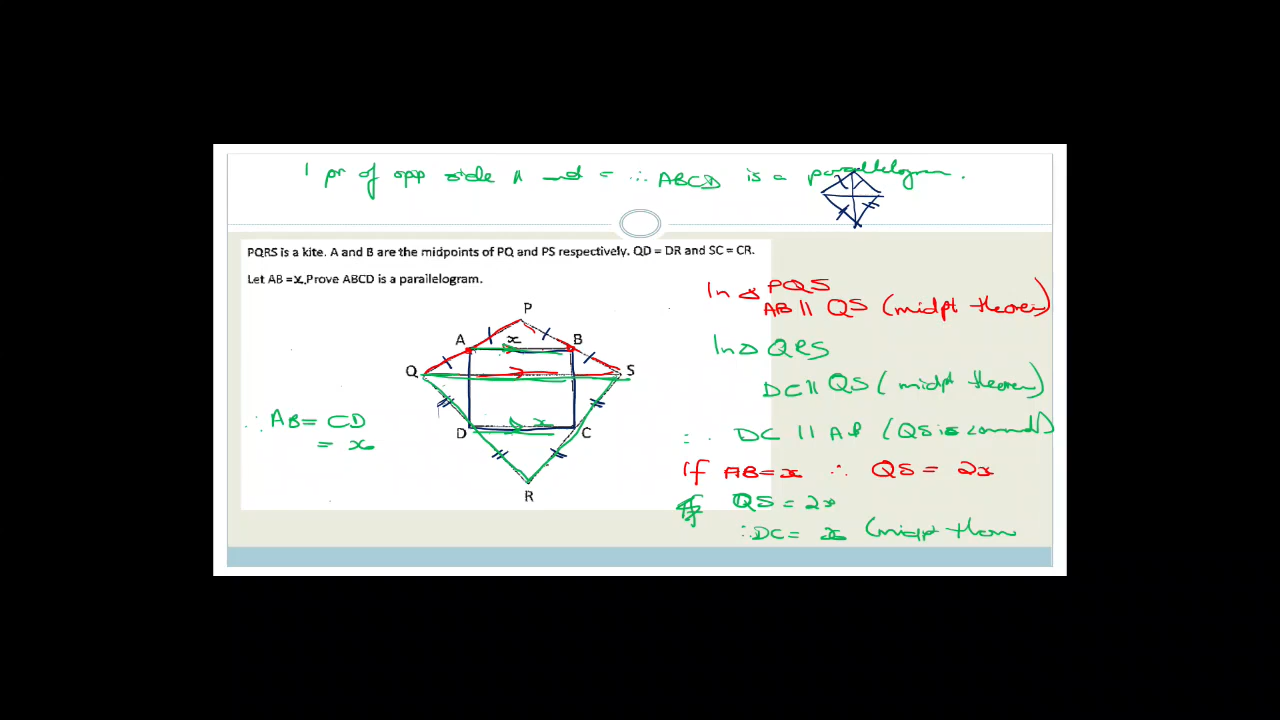 1 pr of opp side // and = ∴ ABCD is a parallelogram.
PQRS is a kite. A and B are the midpoints of PQ and PS respectively. QD = DR and SC = CR.
Let AB = x. Prove ABCD is a parallelogram.
In △ PQS
AB || QS (midpt theorem)
P
A
x
B
Q
S
In △ QRS
DC || QS (midpt theorem)
∴ AB = CD
= x
D
x
C
∴ DC || AB (QS is common)
If AB = x ∴ QS = 2x
R
QS = 2x
∴ DC = x (midpt theorem